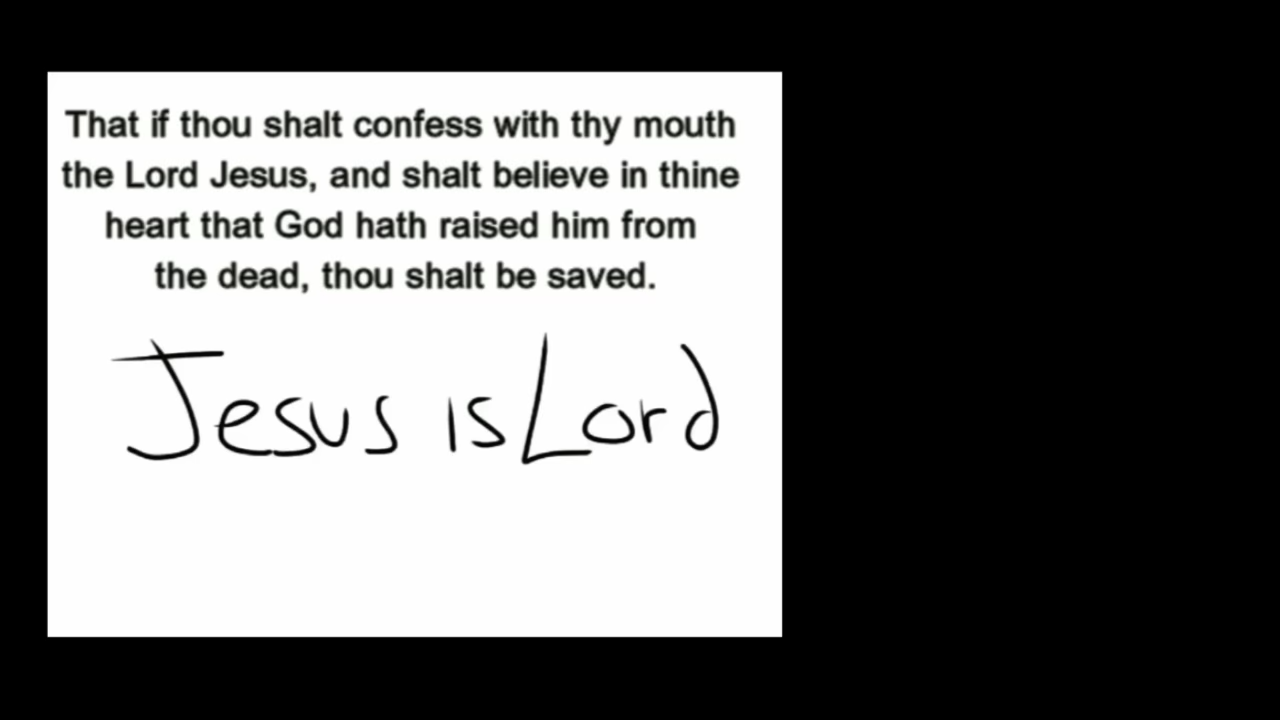 That if thou shalt confess with thy mouth
the Lord Jesus, and shalt believe in thine
heart that God hath raised him from
the dead, thou shalt be saved.
Jesus is Lord